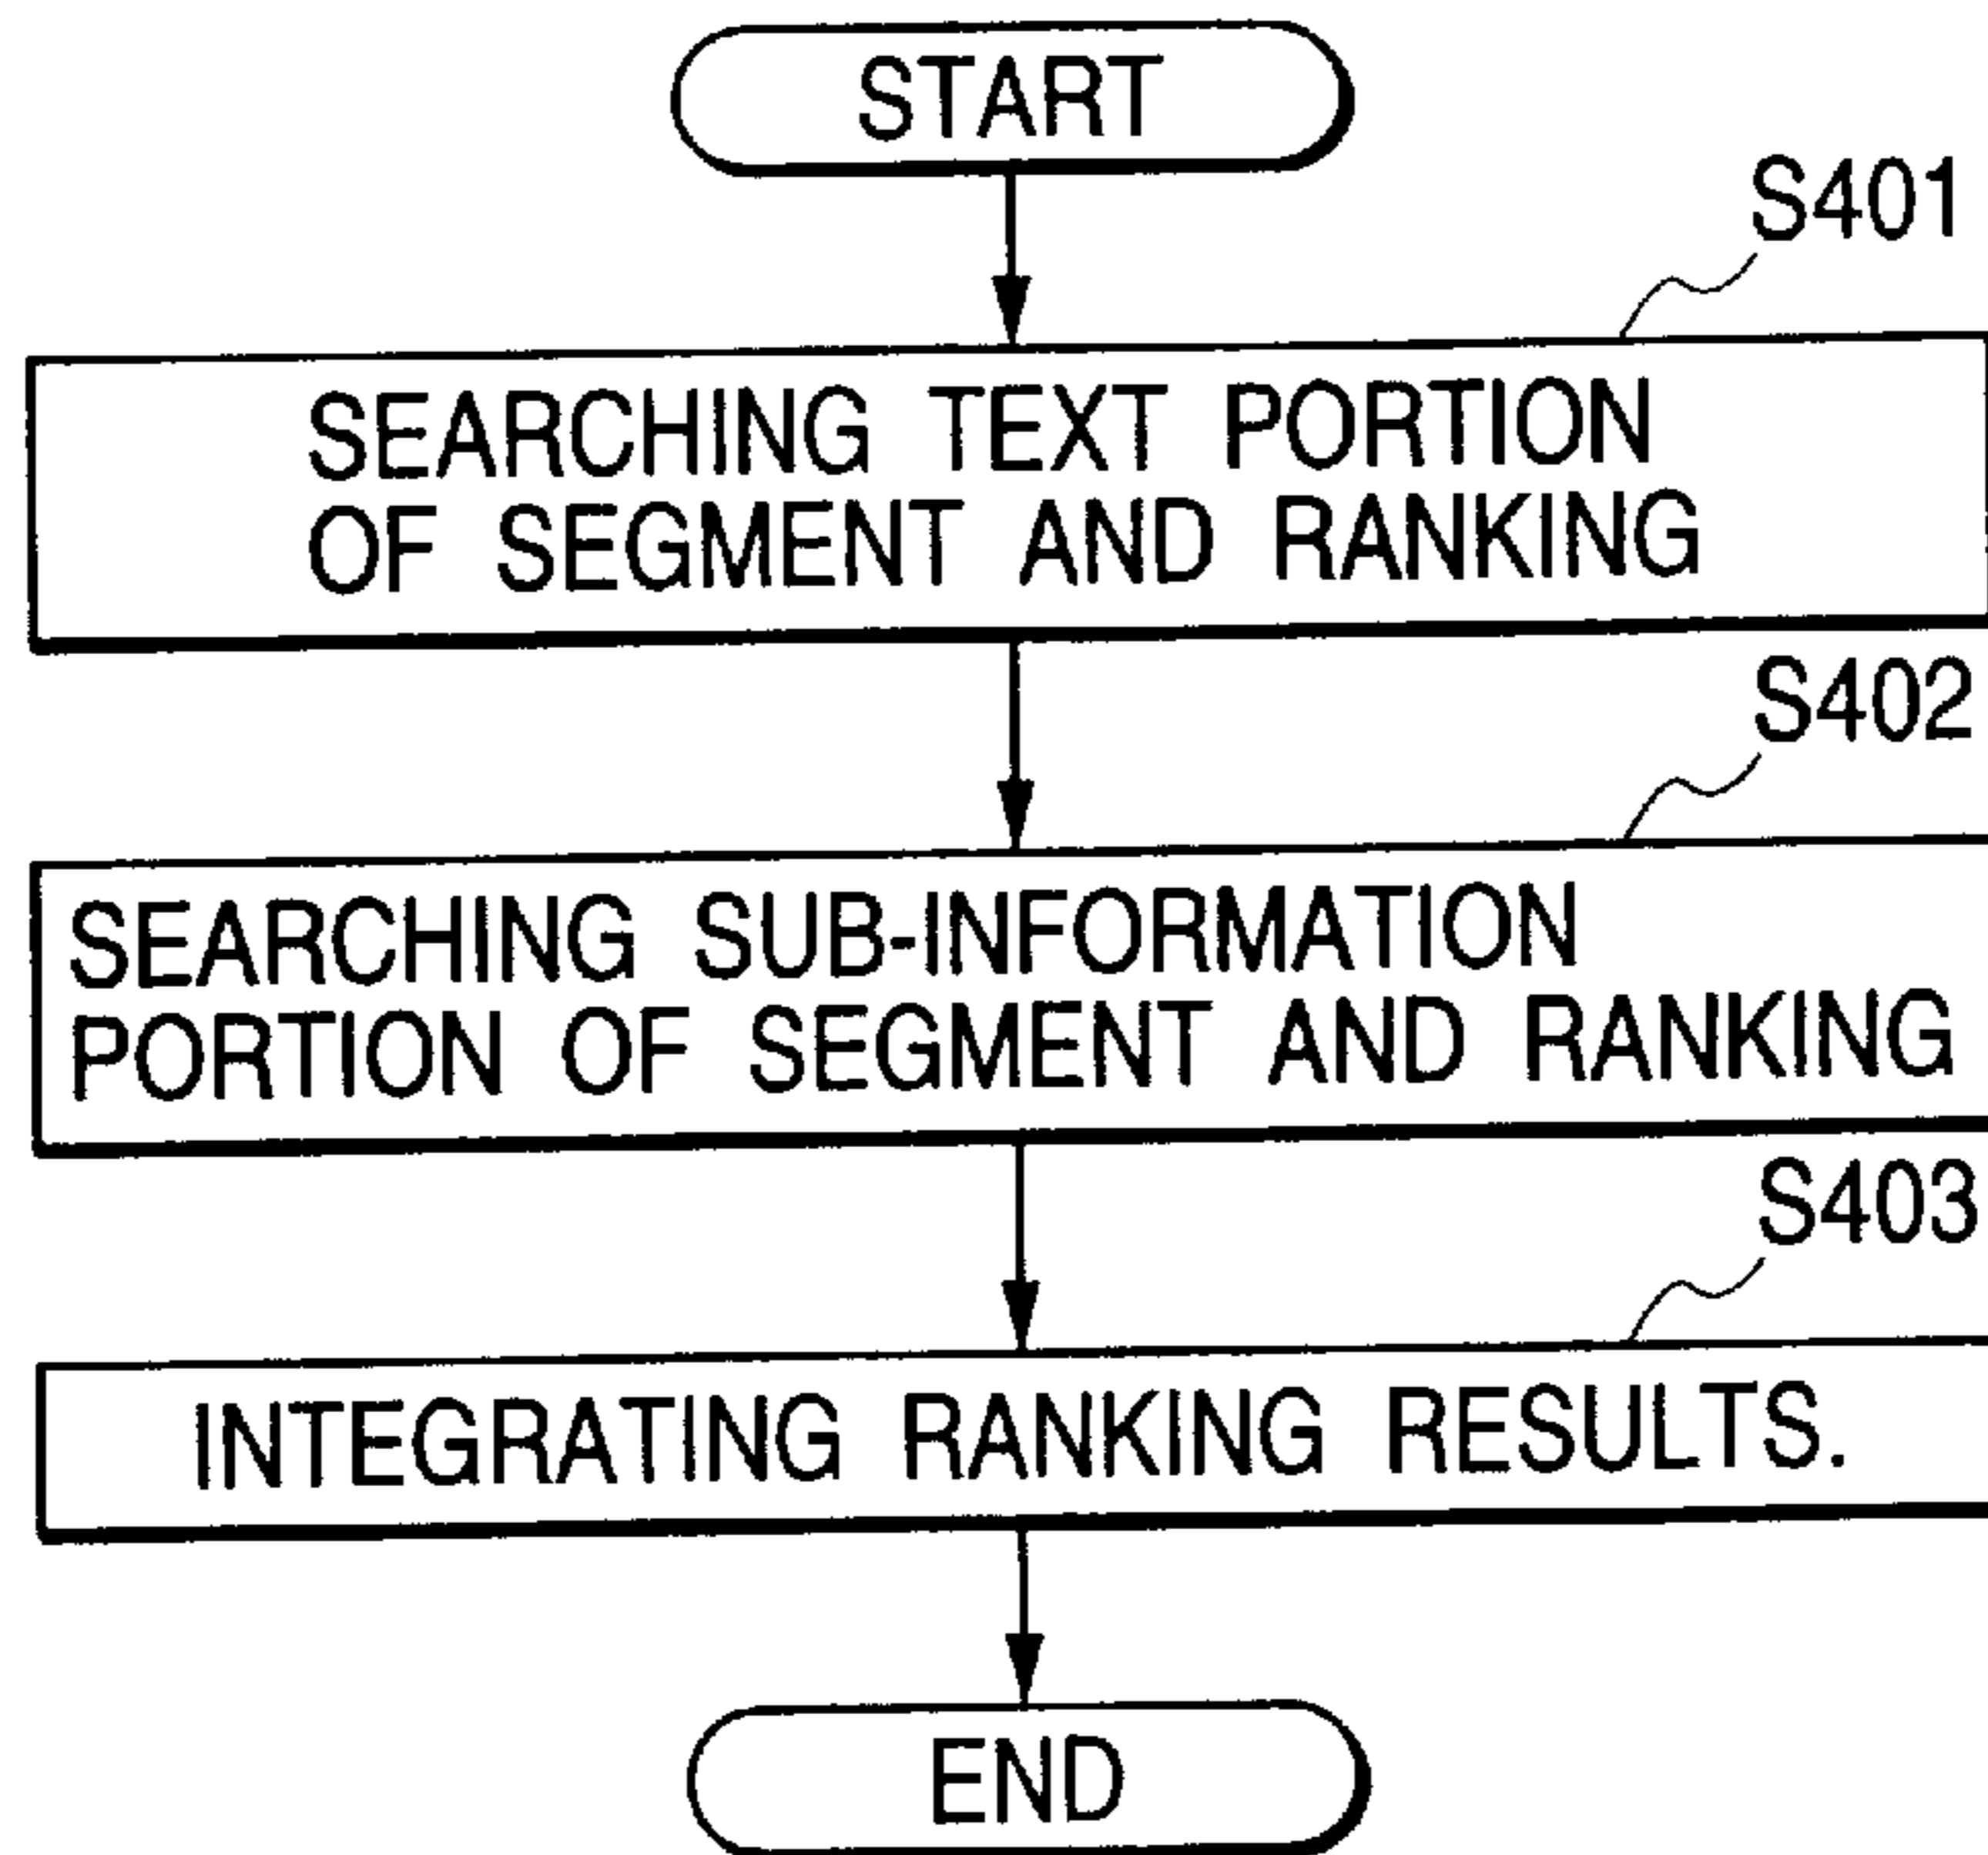 START
S401
SEARCHING TEXT PORTION
OF SEGMENT AND RANKING
S402
SEARCHING SUB-INFORMATION
PORTION OF SEGMENT AND RANKING
S403
INTEGRATING RANKING RESULTS.
END